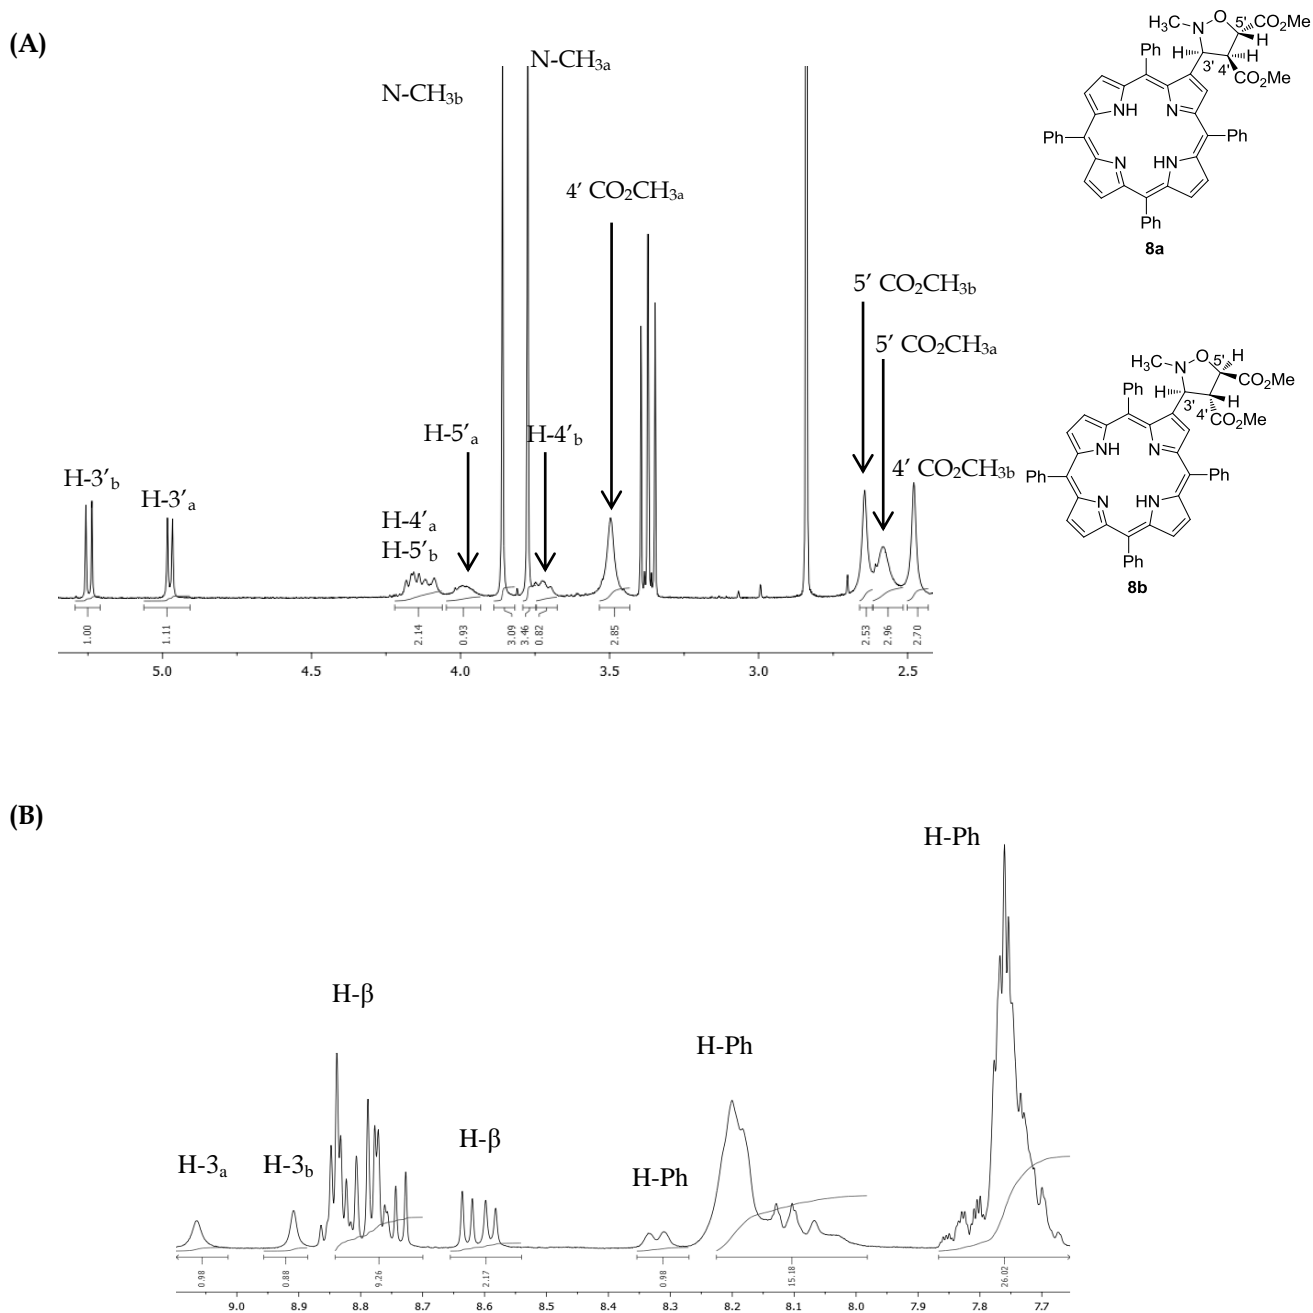 (A)
N-CH3b
N-CH3a
4′ CO2CH3a
5′ CO2CH3b
5′ CO2CH3a
4′ CO2CH3b
H-5′a
H-4′b
H-3′b
H-3′a
H-4′a
H-5′b
1.00
1.11
2.14
0.93
3.09
3.46
0.82
2.85
2.53
2.96
2.70
5.0
4.5
4.0
3.5
3.0
2.5
H3C
N
O
5'
CO2Me
H
H
3'
4'
H
CO2Me
Ph
NH
N
Ph
Ph
N
HN
Ph
8a
H3C
N
O
5'
H
CO2Me
H
3'
4'
H
CO2Me
Ph
NH
N
Ph
Ph
N
HN
Ph
8b
(B)
H-Ph
H-β
H-Ph
H-β
H-3a
H-3b
H-Ph
0.98
0.88
9.26
2.17
0.98
15.18
26.02
9.0
8.9
8.8
8.7
8.6
8.5
8.4
8.3
8.2
8.1
8.0
7.9
7.8
7.7